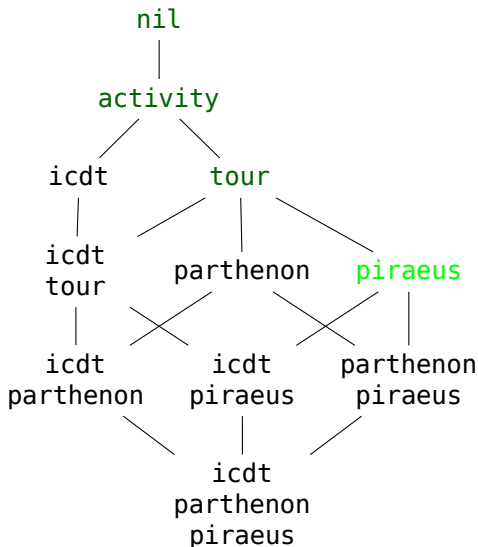 nil
activity
icdt
tour
icdt
tour
parthenon
piraeus
icdt
parthenon
icdt
piraeus
parthenon
piraeus
icdt
parthenon
piraeus